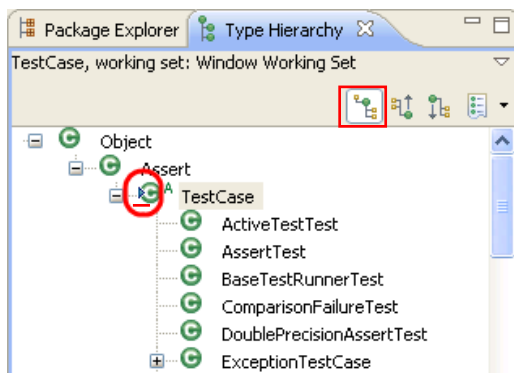 Package Explorer Type Hierarchy
TestCase, working set: Window Working Set
C Object
C Assert
C A TestCase
C ActiveTestTest
C AssertTest
C BaseTestRunnerTest
C ComparisonFailureTest
C DoublePrecisionAssertTest
C ExceptionTestCase